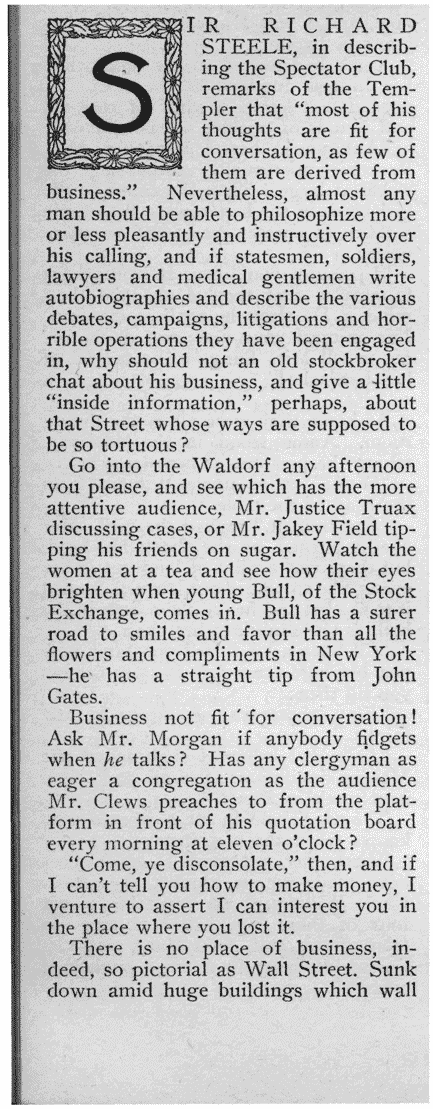 SIR RICHARD
STEELE, in describ-
ing the Spectator Club,
remarks of the Tem-
pler that “most of his
thoughts are fit for
conversation, as few of
them are derived from
business.” Nevertheless, almost any
man should be able to philosophize more
or less pleasantly and instructively over
his calling, and if statesmen, soldiers,
lawyers and medical gentlemen write
autobiographies and describe the various
debates, campaigns, litigations and hor-
rible operations they have been engaged
in, why should not an old stockbroker
chat about his business, and give a little
“inside information,” perhaps, about
that Street whose ways are supposed to
be so tortuous?
Go into the Waldorf any afternoon
you please, and see which has the more
attentive audience, Mr. Justice Truax
discussing cases, or Mr. Jakey Field tip-
ping his friends on sugar. Watch the
women at a tea and see how their eyes
brighten when young Bull, of the Stock
Exchange, comes in. Bull has a surer
road to smiles and favor than all the
flowers and compliments in New York
—he has a straight tip from John
Gates.
Business not fit for conversation!
Ask Mr. Morgan if anybody fidgets
when he talks? Has any clergyman as
eager a congregation as the audience
Mr. Clews preaches to from the plat-
form in front of his quotation board
every morning at eleven o’clock?
“Come, ye disconsolate,” then, and if
I can’t tell you how to make money, I
venture to assert I can interest you in
the place where you lost it.
There is no place of business, in-
deed, so pictorial as Wall Street. Sunk
down amid huge buildings which wall